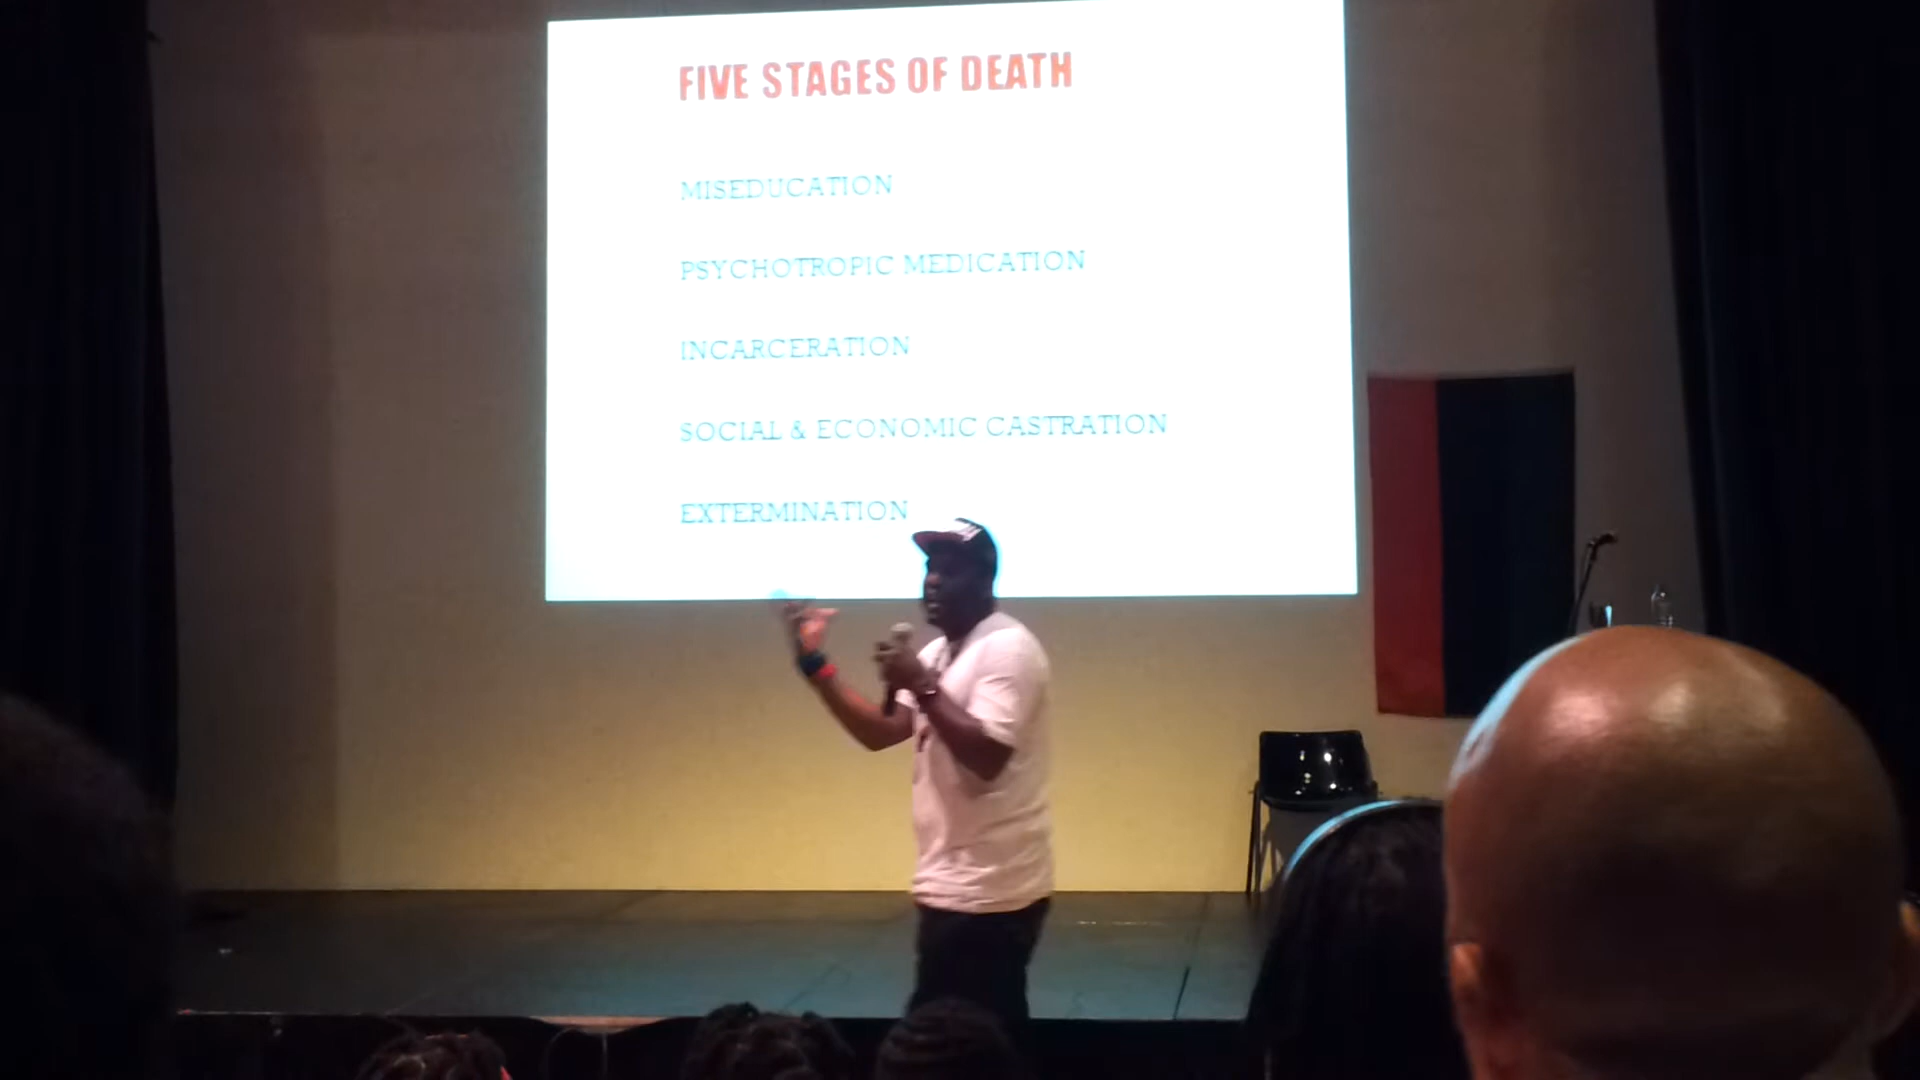 FIVE STAGES OF DEATH
MISEDUCATION
PSYCHOTROPIC MEDICATION
INCARCERATION
SOCIAL & ECONOMIC CASTRATION
EXTERMINATION